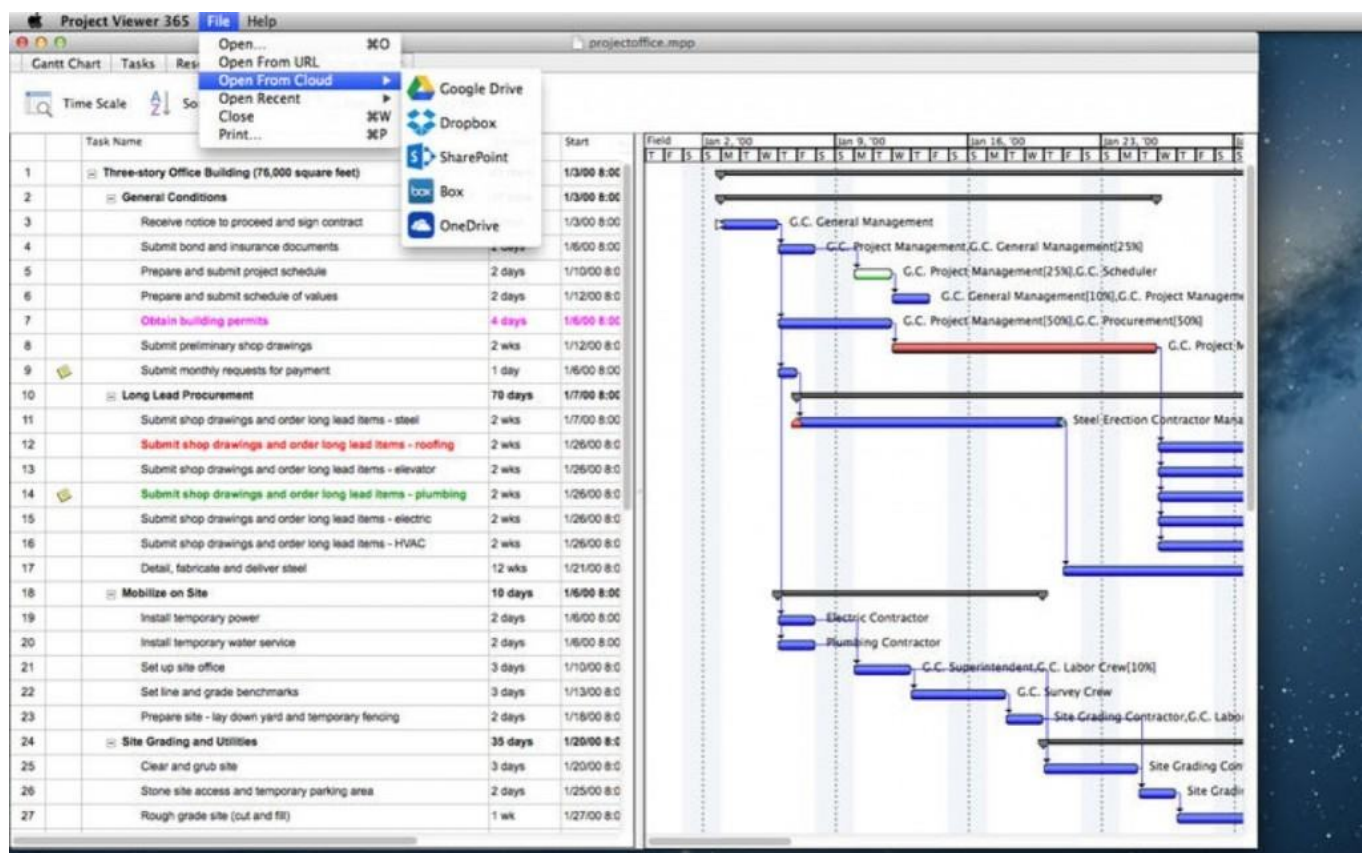 Project Viewer 365 File Help
projectoffice.mpp
Gantt Chart Tasks Res
Open... ⌘O
Open From URL
Open From Cloud
Open Recent
Close ⌘W
Print... ⌘P
Google Drive
Dropbox
SharePoint
box Box
OneDrive
Time Scale A Z So
Task Name Start Field Jan 2, '00 Jan 9, '00 Jan 16, '00 Jan 23, '00
T F S S M T W T F S S M T W T F S S M T W T F S S M T W T F S S
1 Three-story Office Building (76,000 square feet) 1/3/00 8:00
2 General Conditions 1/3/00 8:00
3 Receive notice to proceed and sign contract 1/3/00 8:00 G.C. General Management
4 Submit bond and insurance documents 2 days 1/6/00 8:00 G.C. Project Management,G.C. General Management[25%]
5 Prepare and submit project schedule 2 days 1/10/00 8:0 G.C. Project Management[25%],G.C. Scheduler
6 Prepare and submit schedule of values 2 days 1/12/00 8:0 G.C. General Management[10%],G.C. Project Manageme
7 Obtain building permits 4 days 1/6/00 8:00 G.C. Project Management[50%],G.C. Procurement[50%]
8 Submit preliminary shop drawings 2 wks 1/12/00 8:0 G.C. Project M
9 Submit monthly requests for payment 1 day 1/6/00 8:00
10 Long Lead Procurement 70 days 1/7/00 8:00
11 Submit shop drawings and order long lead items - steel 2 wks 1/7/00 8:00 Steel Erection Contractor Mana
12 Submit shop drawings and order long lead items - roofing 2 wks 1/26/00 8:0
13 Submit shop drawings and order long lead items - elevator 2 wks 1/26/00 8:0
14 Submit shop drawings and order long lead items - plumbing 2 wks 1/26/00 8:0
15 Submit shop drawings and order long lead items - electric 2 wks 1/26/00 8:0
16 Submit shop drawings and order long lead items - HVAC 2 wks 1/26/00 8:0
17 Detail, fabricate and deliver steel 12 wks 1/21/00 8:0
18 Mobilize on Site 10 days 1/6/00 8:00
19 Install temporary power 2 days 1/6/00 8:00 Electric Contractor
20 Install temporary water service 2 days 1/6/00 8:00 Plumbing Contractor
21 Set up site office 3 days 1/10/00 8:0 G.C. Superintendent,G.C. Labor Crew[10%]
22 Set line and grade benchmarks 3 days 1/13/00 8:0 G.C. Survey Crew
23 Prepare site - lay down yard and temporary fencing 2 days 1/18/00 8:0 Site Grading Contractor,G.C. Labo
24 Site Grading and Utilities 35 days 1/20/00 8:0
25 Clear and grub site 3 days 1/20/00 8:0 Site Grading Con
26 Stone site access and temporary parking area 2 days 1/25/00 8:0 Site Gradi
27 Rough grade site (cut and fill) 1 wk 1/27/00 8:0